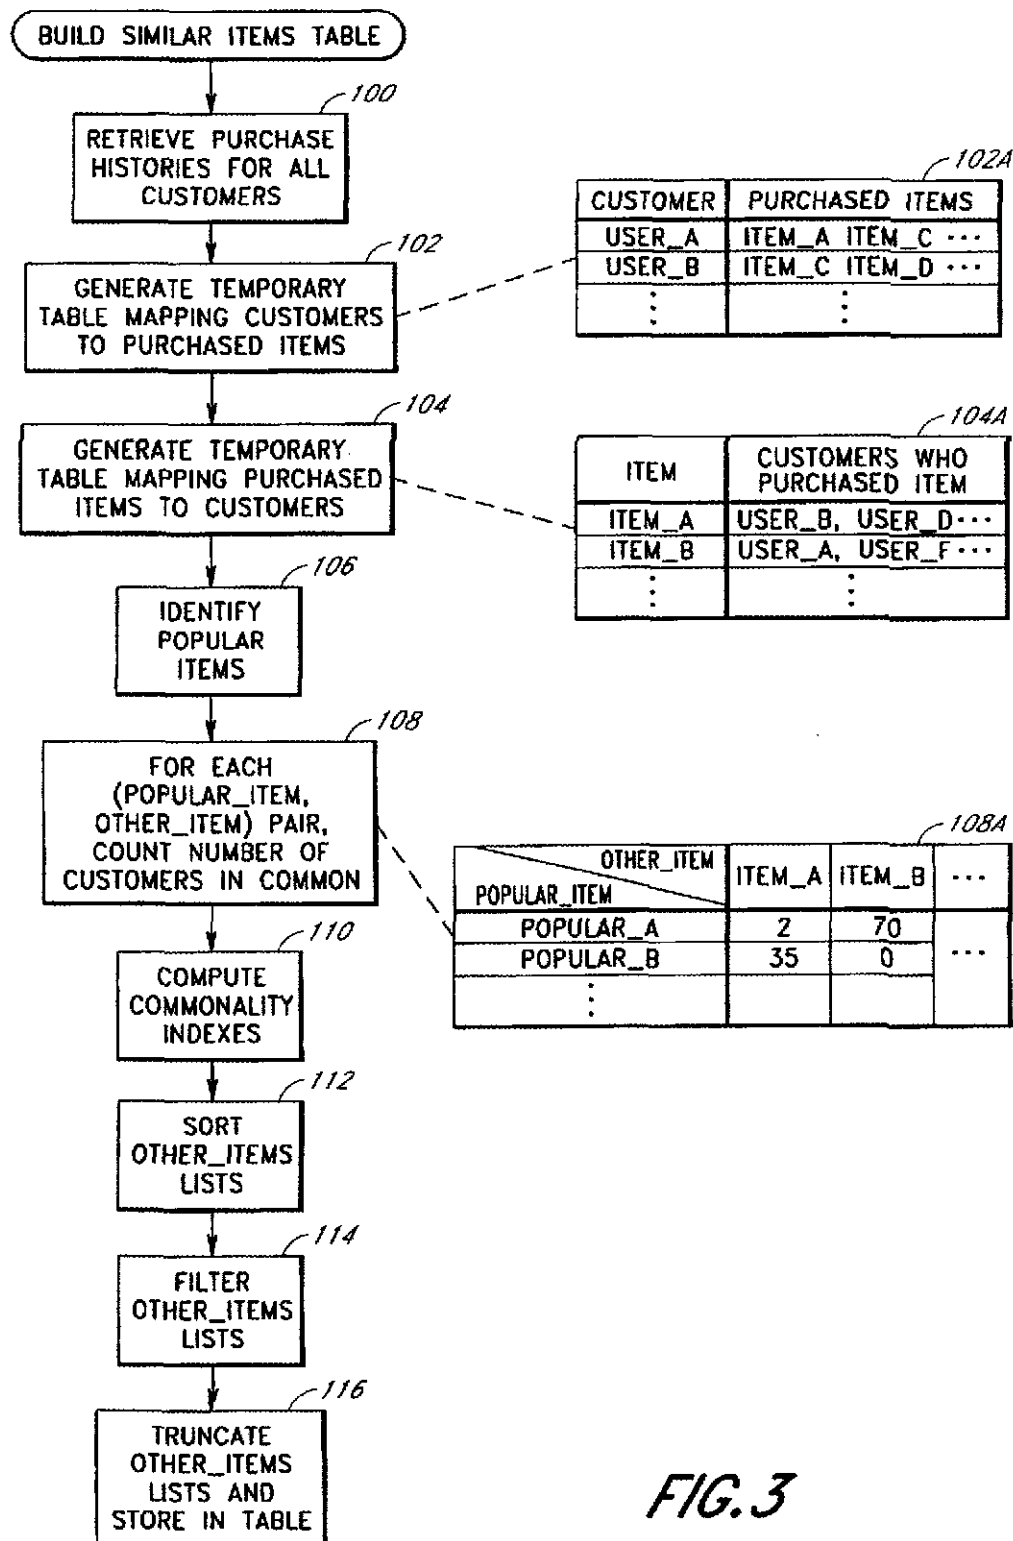 BUILD SIMILAR ITEMS TABLE
100
RETRIEVE PURCHASE
HISTORIES FOR ALL
CUSTOMERS
102
GENERATE TEMPORARY
TABLE MAPPING CUSTOMERS
TO PURCHASED ITEMS
102A
CUSTOMER PURCHASED ITEMS
USER_A ITEM_A ITEM_C ···
USER_B ITEM_C ITEM_D ···
104
GENERATE TEMPORARY
TABLE MAPPING PURCHASED
ITEMS TO CUSTOMERS
104A
ITEM CUSTOMERS WHO
PURCHASED ITEM
ITEM_A USER_B, USER_D···
ITEM_B USER_A, USER_F···
106
IDENTIFY
POPULAR
ITEMS
108
FOR EACH
(POPULAR_ITEM,
OTHER_ITEM) PAIR,
COUNT NUMBER OF
CUSTOMERS IN COMMON
108A
OTHER_ITEM
POPULAR_ITEM
ITEM_A ITEM_B ···
POPULAR_A 2 70
POPULAR_B 35 0 ···
110
COMPUTE
COMMONALITY
INDEXES
112
SORT
OTHER_ITEMS
LISTS
114
FILTER
OTHER_ITEMS
LISTS
116
TRUNCATE
OTHER_ITEMS
LISTS AND
STORE IN TABLE
FIG. 3